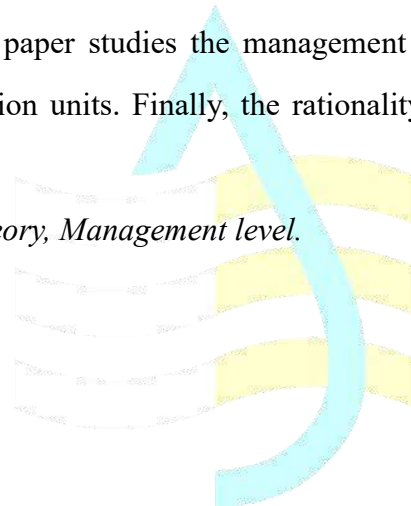 paper studies the management
ion units. Finally, the rationality
eory, Management level.